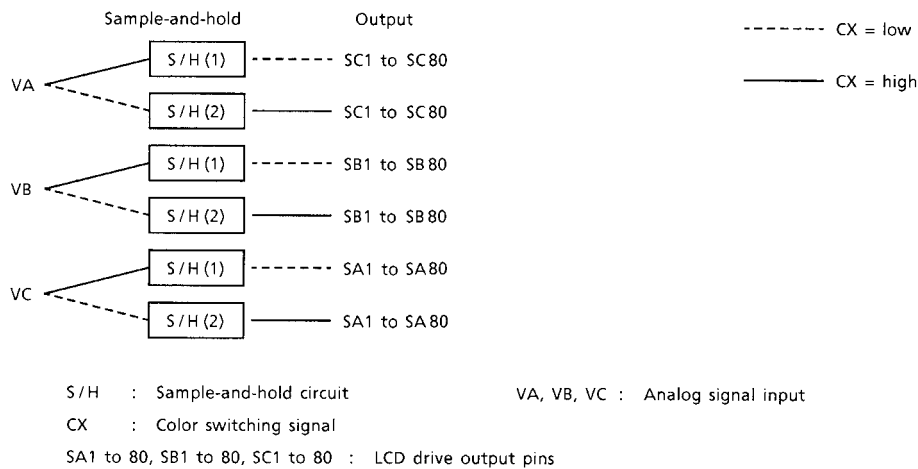 Sample-and-hold Output
S/H (1) SC1 to SC80
VA
S/H (2) SC1 to SC80
S/H (1) SB1 to SB80
VB
S/H (2) SB1 to SB80
S/H (1) SA1 to SA80
VC
S/H (2) SA1 to SA80
CX = low
CX = high
S/H : Sample-and-hold circuit VA, VB, VC : Analog signal input
CX : Color switching signal
SA1 to 80, SB1 to 80, SC1 to 80 : LCD drive output pins